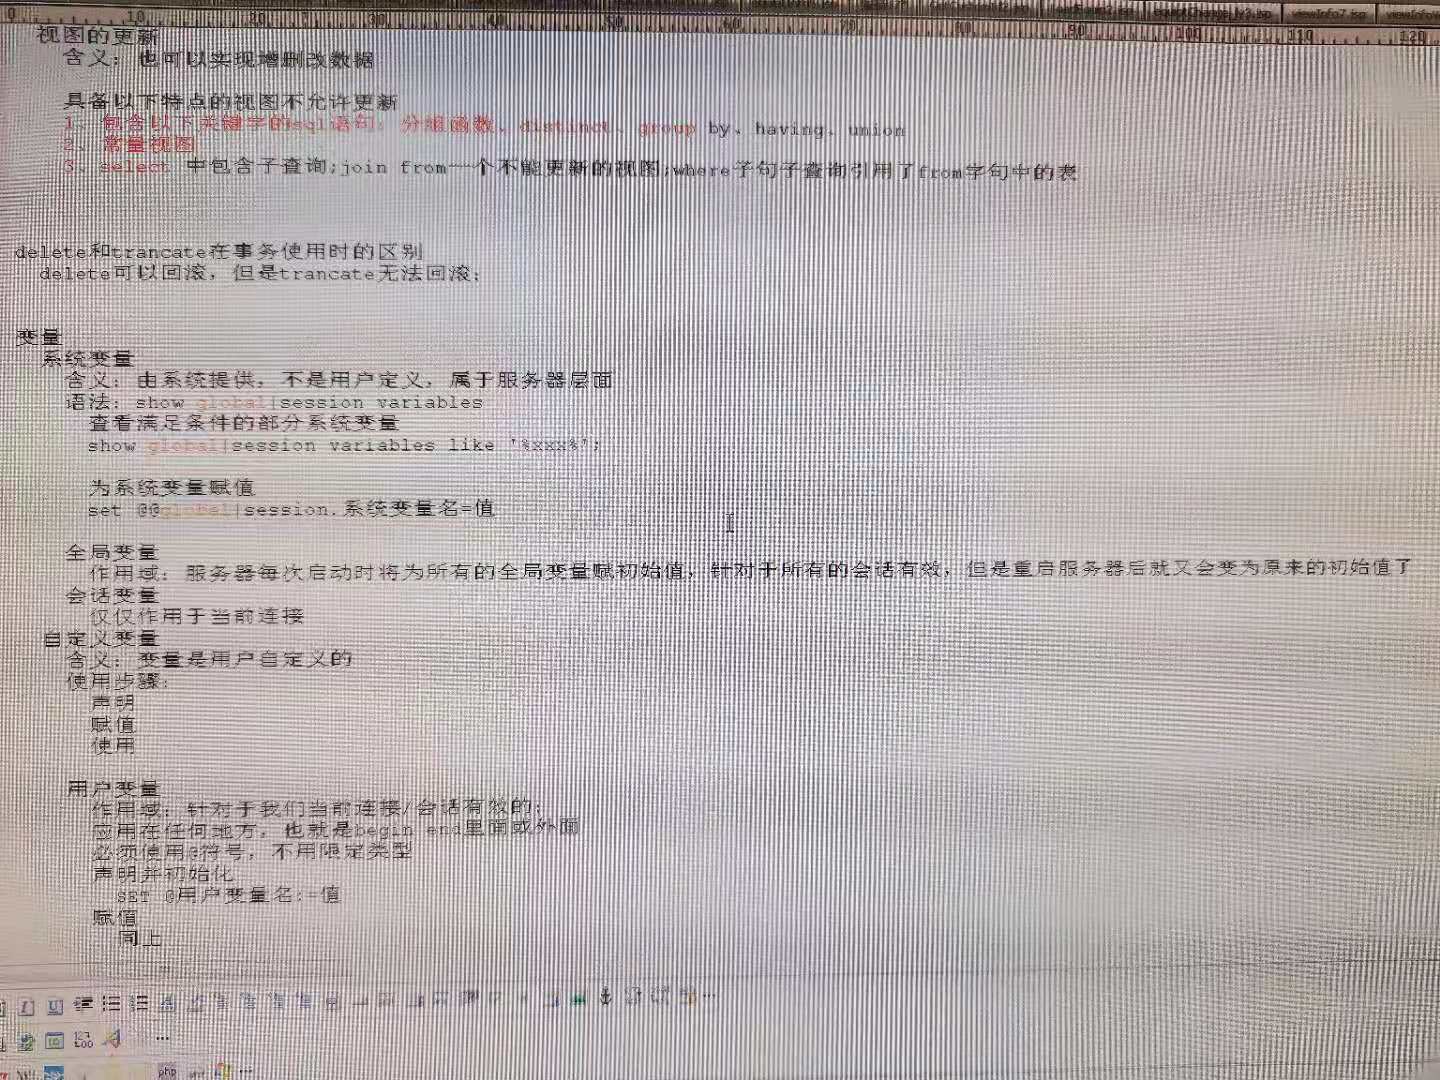 0 10 20 30 40 50 60 70 80 90 100 110 120
viewInfo7.jsp
视图的更新
含义：也可以实现增删改数据
具备以下特点的视图不允许更新
1、包含以下关键字的sql语句：分组函数、distinct、group by、having、union
2、常量视图
3、select 中包含子查询;join from一个不能更新的视图;where子句子查询引用了from字句中的表
delete和trancate在事务使用时的区别
delete可以回滚，但是trancate无法回滚；
变量
系统变量
含义：由系统提供，不是用户定义，属于服务器层面
语法：show global|session variables
查看满足条件的部分系统变量
show global|session variables like '%xxx%';
为系统变量赋值
set @@global|session.系统变量名=值
全局变量
作用域：服务器每次启动时将为所有的全局变量赋初始值，针对于所有的会话有效，但是重启服务器后就又会变为原来的初始值了
会话变量
仅仅作用于当前连接
自定义变量
含义：变量是用户自定义的
使用步骤：
声明
赋值
使用
用户变量
作用域：针对于我们当前连接/会话有效的；
应用在任何地方，也就是begin end里面或外面
必须使用@符号，不用限定类型
声明并初始化
SET @用户变量名:=值
赋值
同上
php